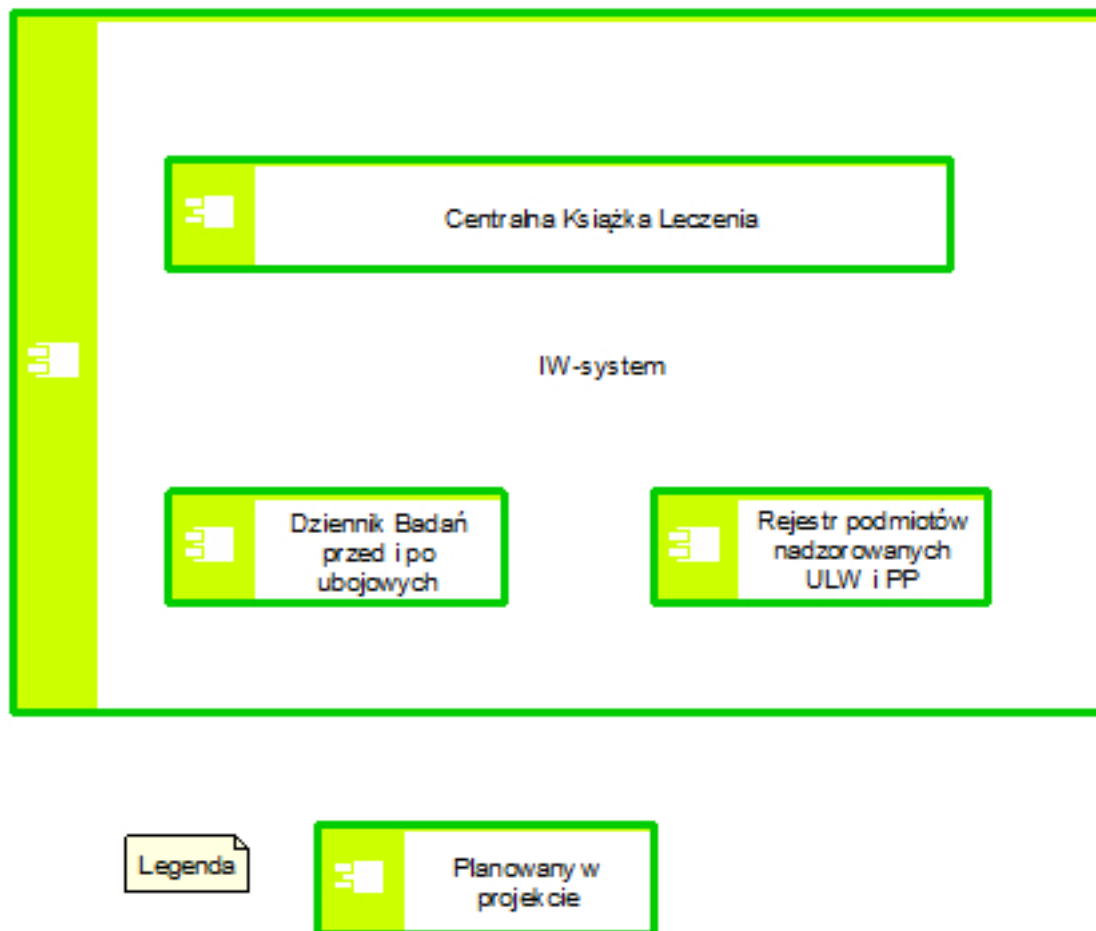 Centralna Książka Leczenia
IW-system
Dziennik Badań
przed i po
ubojowych
Rejestr podmiotów
nadzorowanych
ULW i PP
Legenda
Planowany w
projekcie